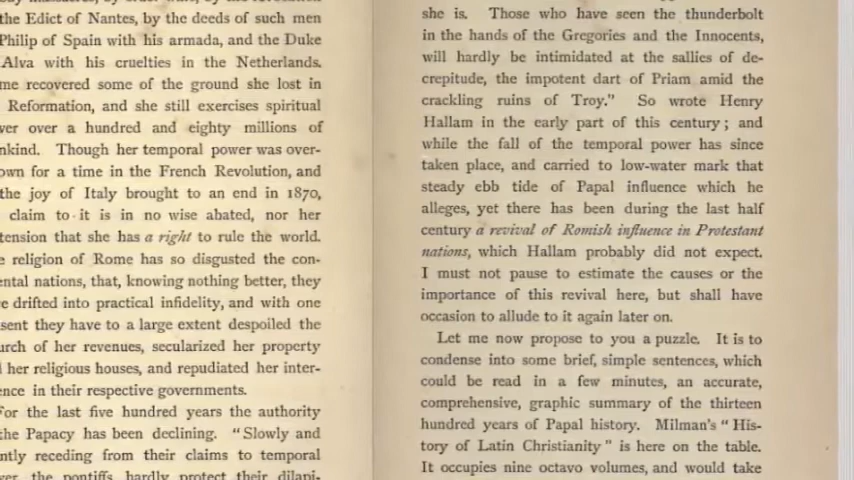 the Edict of Nantes, by the deeds of such men
Philip of Spain with his armada, and the Duke
Alva with his cruelties in the Netherlands.
me recovered some of the ground she lost in
Reformation, and she still exercises spiritual
ver over a hundred and eighty millions of
nkind. Though her temporal power was over-
own for a time in the French Revolution, and
the joy of Italy brought to an end in 1870,
claim to it is in no wise abated, nor her
tension that she has a right to rule the world.
e religion of Rome has so disgusted the con-
ental nations, that, knowing nothing better, they
e drifted into practical infidelity, and with one
sent they have to a large extent despoiled the
urch of her revenues, secularized her property
her religious houses, and repudiated her inter-
ence in their respective governments.
For the last five hundred years the authority
the Papacy has been declining. "Slowly and
ntly receding from their claims to temporal
ver, the pontiffs hardly protect their dilapi-
she is. Those who have seen the thunderbolt
in the hands of the Gregories and the Innocents,
will hardly be intimidated at the sallies of de-
crepitude, the impotent dart of Priam amid the
crackling ruins of Troy." So wrote Henry
Hallam in the early part of this century; and
while the fall of the temporal power has since
taken place, and carried to low-water mark that
steady ebb tide of Papal influence which he
alleges, yet there has been during the last half
century a revival of Romish influence in Protestant
nations, which Hallam probably did not expect.
I must not pause to estimate the causes or the
importance of this revival here, but shall have
occasion to allude to it again later on.
Let me now propose to you a puzzle. It is to
condense into some brief, simple sentences, which
could be read in a few minutes, an accurate,
comprehensive, graphic summary of the thirteen
hundred years of Papal history. Milman's "His-
tory of Latin Christianity" is here on the table.
It occupies nine octavo volumes, and would take